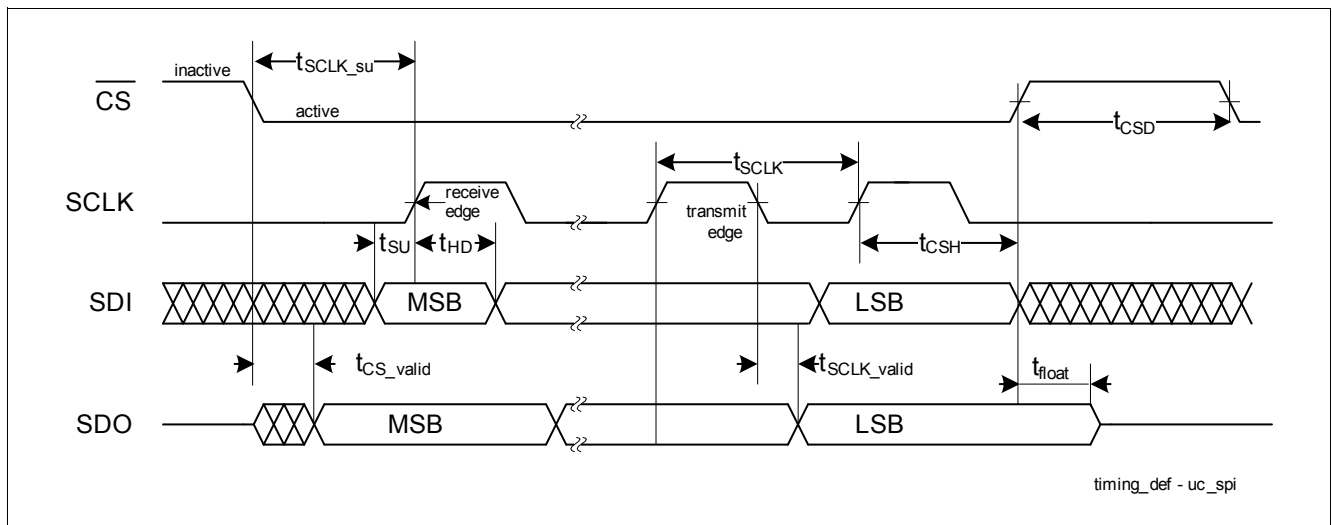 tSCLK_su
inactive
CS
active
tCSD
tSCLK
SCLK
receive
edge
transmit
edge
tSU
tHD
tCSH
SDI
MSB
LSB
tCS_valid
tSCLK_valid
tfloat
SDO
MSB
LSB
timing_def - uc_spi